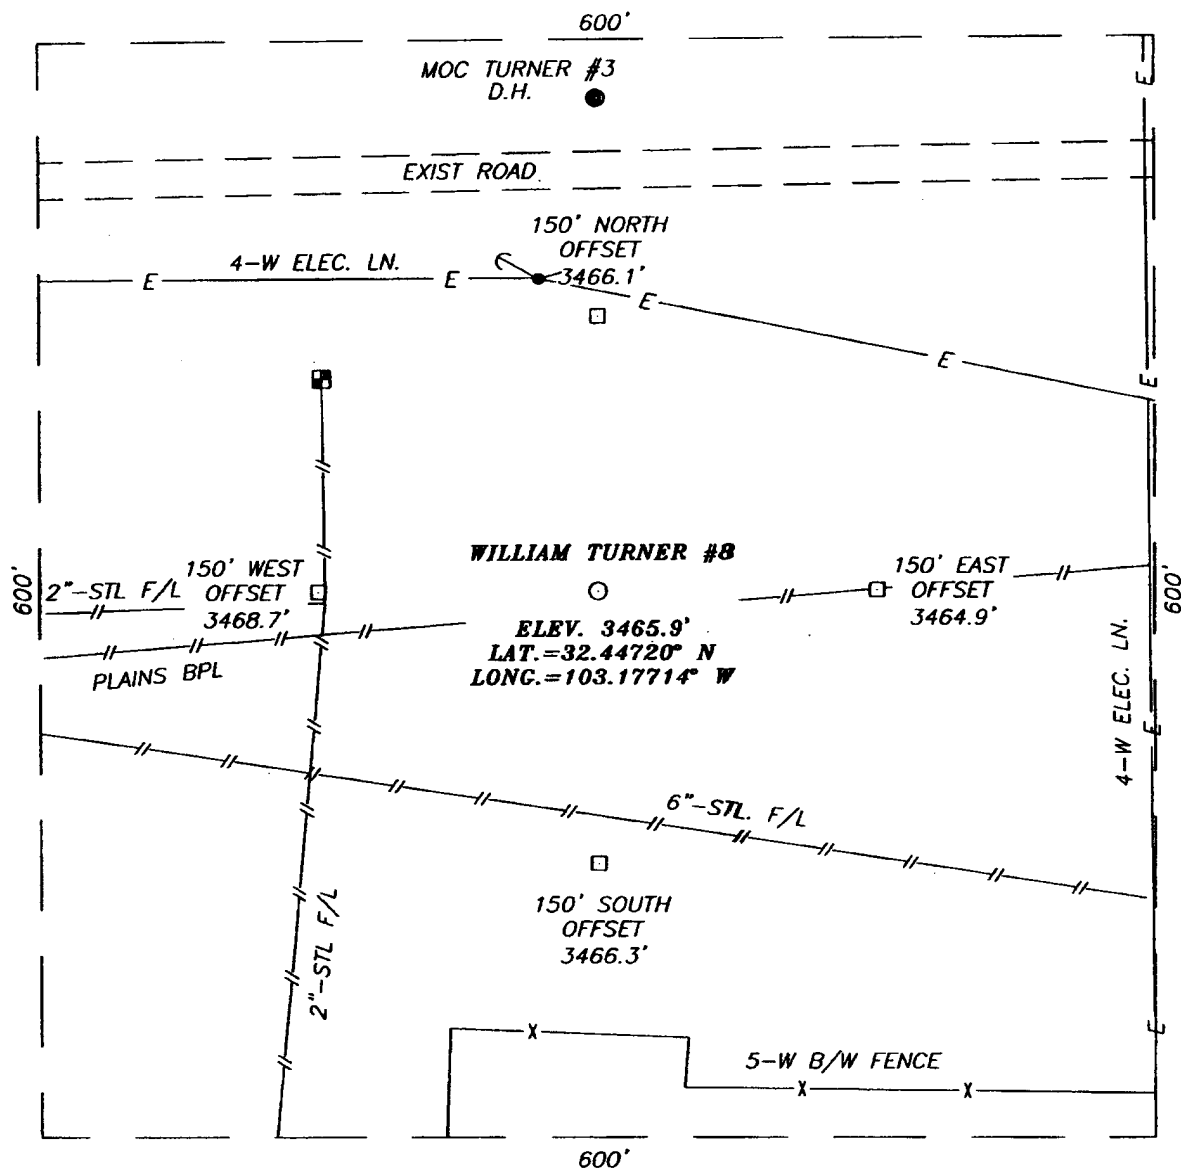 600'
MOC TURNER #3
D.H.
E
EXIST ROAD
150' NORTH
OFFSET
3466.1'
4-W ELEC. LN.
E
E
E
E
E
WILLIAM TURNER #8
150' WEST
OFFSET
3468.7'
2"-STL F/L
150' EAST
OFFSET
3464.9'
600'
600'
ELEV. 3465.9'
LAT.=32.44720° N
LONG.=103.17714° W
PLAINS BPL
4-W ELEC. LN.
E
6"-STL. F/L
150' SOUTH
OFFSET
3466.3'
2"-STL F/L
E
X
5-W B/W FENCE
X
X
600'